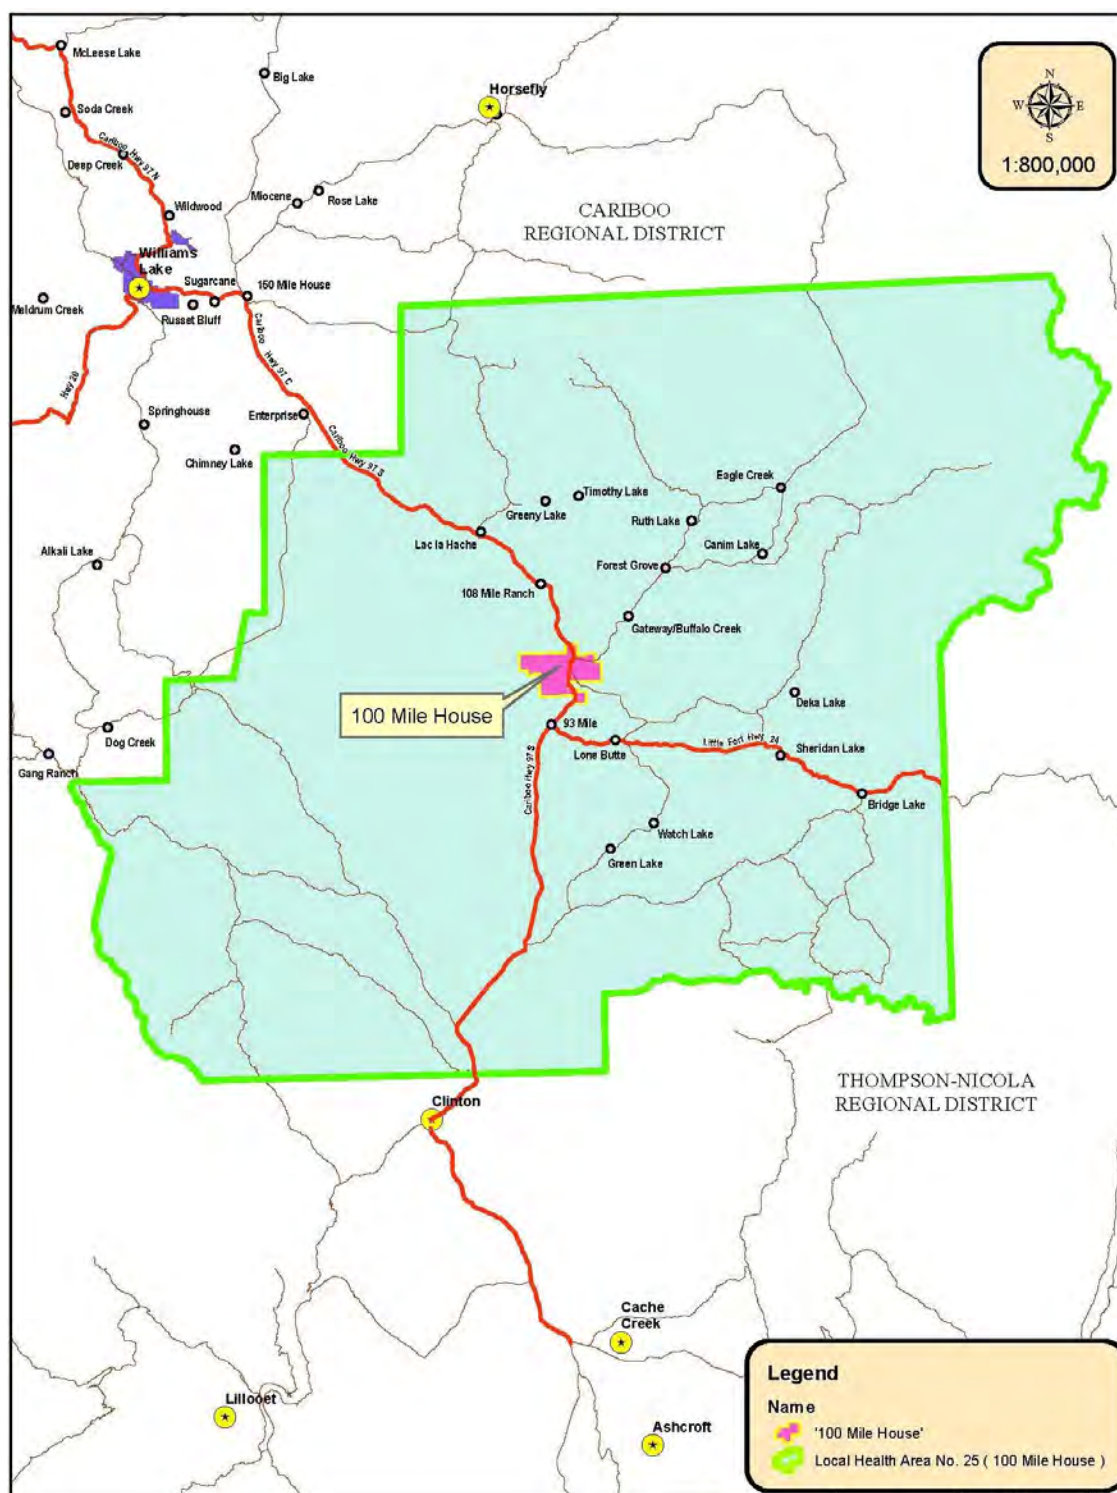 McLeese Lake
Big Lake
Horsefly
N
W
E
S
1:800,000
Soda Creek
Cariboo Hwy 97 N
Deep Creek
Miocene
Rose Lake
Wildwood
CARIBOO
REGIONAL DISTRICT
Williams
Lake
Sugarcane
150 Mile House
Meldrum Creek
Russet Bluff
Cariboo Hwy 97 C
Hwy 20
Springhouse
Enterprise
Cariboo Hwy 97 S
Chimney Lake
Eagle Creek
Timothy Lake
Greeny Lake
Ruth Lake
Lac la Hache
Canim Lake
Alkali Lake
Forest Grove
108 Mile Ranch
Gateway/Buffalo Creek
100 Mile House
Deka Lake
93 Mile
Dog Creek
Little Fort Hwy 24
Lone Butte
Sheridan Lake
Gang Ranch
Cariboo Hwy 97 S
Bridge Lake
Watch Lake
Green Lake
THOMPSON-NICOLA
REGIONAL DISTRICT
Clinton
Cache
Creek
Lillooet
Ashcroft
Legend
Name
'100 Mile House'
Local Health Area No. 25 ( 100 Mile House )